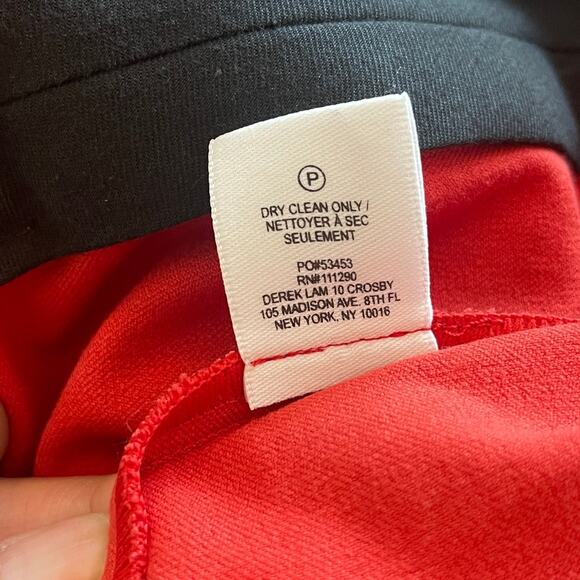 P
DRY CLEAN ONLY /
NETTOYER À SEC
SEULEMENT
PO#53453
RN#111290
DEREK LAM 10 CROSBY
105 MADISON AVE. 8TH FL
NEW YORK, NY 10016